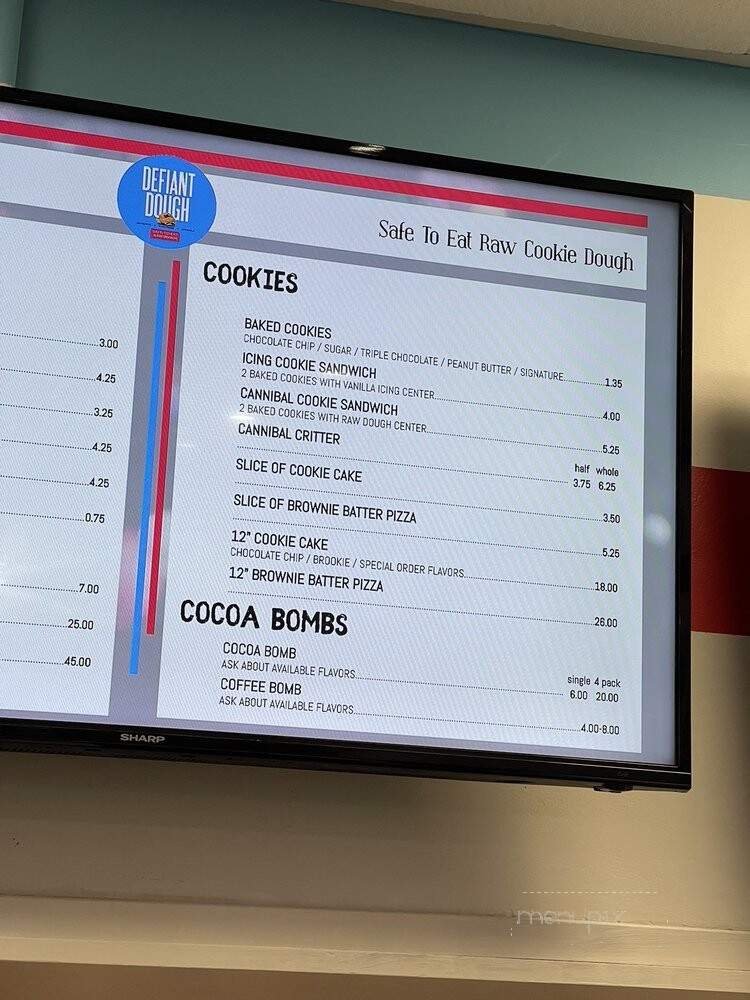 DEFIANT
DOUGH
Safe To Eat Raw Cookie Dough
3.00
4.25
3.25
4.25
4.25
0.75
7.00
25.00
45.00
COOKIES
BAKED COOKIES
CHOCOLATE CHIP / SUGAR / TRIPLE CHOCOLATE / PEANUT BUTTER / SIGNATURE 1.35
ICING COOKIE SANDWICH
2 BAKED COOKIES WITH VANILLA ICING CENTER 4.00
CANNIBAL COOKIE SANDWICH
2 BAKED COOKIES WITH RAW DOUGH CENTER 5.25
CANNIBAL CRITTER
half whole
3.75 6.25
SLICE OF COOKIE CAKE
3.50
SLICE OF BROWNIE BATTER PIZZA
5.25
12" COOKIE CAKE
CHOCOLATE CHIP / BROOKIE / SPECIAL ORDER FLAVORS 18.00
12" BROWNIE BATTER PIZZA
26.00
COCOA BOMBS
COCOA BOMB
single 4 pack
ASK ABOUT AVAILABLE FLAVORS 6.00 20.00
COFFEE BOMB
ASK ABOUT AVAILABLE FLAVORS 4.00-8.00
SHARP
menupix